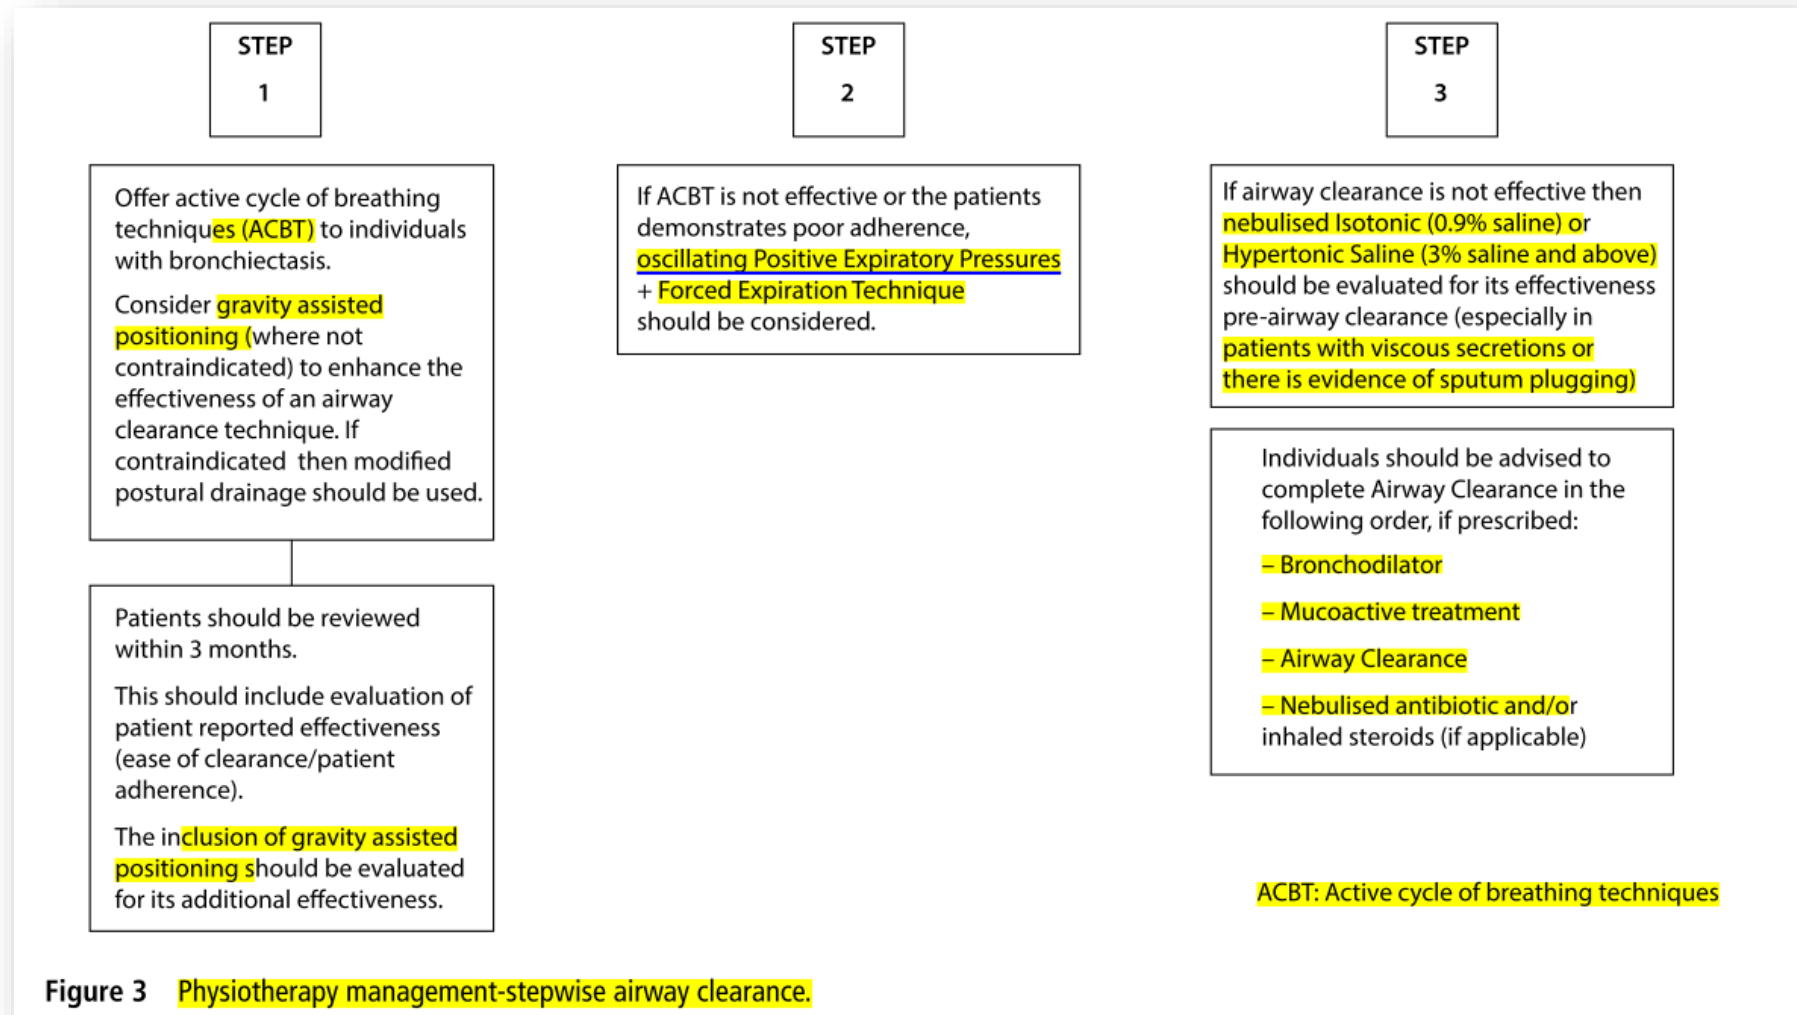 STEP
1
Offer active cycle of breathing
techniques (ACBT) to individuals
with bronchiectasis.
Consider gravity assisted
positioning (where not
contraindicated) to enhance the
effectiveness of an airway
clearance technique. If
contraindicated then modified
postural drainage should be used.
Patients should be reviewed
within 3 months.
This should include evaluation of
patient reported effectiveness
(ease of clearance/patient
adherence).
The inclusion of gravity assisted
positioning should be evaluated
for its additional effectiveness.
STEP
2
If ACBT is not effective or the patients
demonstrates poor adherence,
oscillating Positive Expiratory Pressures
+ Forced Expiration Technique
should be considered.
STEP
3
If airway clearance is not effective then
nebulised Isotonic (0.9% saline) or
Hypertonic Saline (3% saline and above)
should be evaluated for its effectiveness
pre-airway clearance (especially in
patients with viscous secretions or
there is evidence of sputum plugging)
Individuals should be advised to
complete Airway Clearance in the
following order, if prescribed:
– Bronchodilator
– Mucoactive treatment
– Airway Clearance
– Nebulised antibiotic and/or
inhaled steroids (if applicable)
ACBT: Active cycle of breathing techniques
Figure 3 Physiotherapy management-stepwise airway clearance.